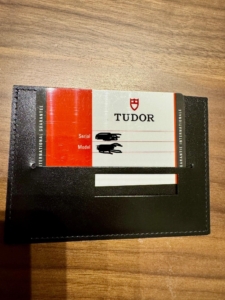 TUDOR
Serial
Model
INTERNATIONAL GUARANTEE
GARANTIE INTERNATIONALE